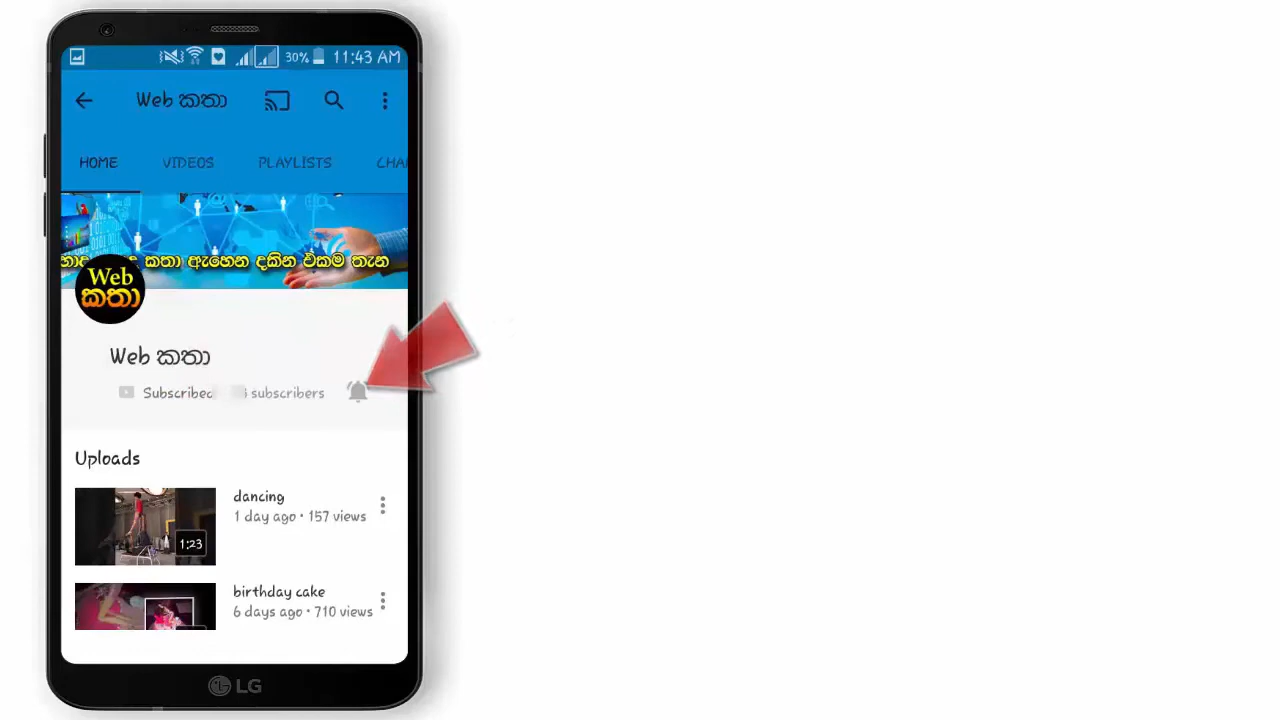 30% 11:43 AM
Web කතා
HOME VIDEOS PLAYLISTS CHA
කතා ඇහෙන දකින එකම තැන
Web
කතා
Web කතා
Subscribed subscribers
Uploads
dancing
1 day ago • 157 views
1:23
birthday cake
6 days ago • 710 views
LG